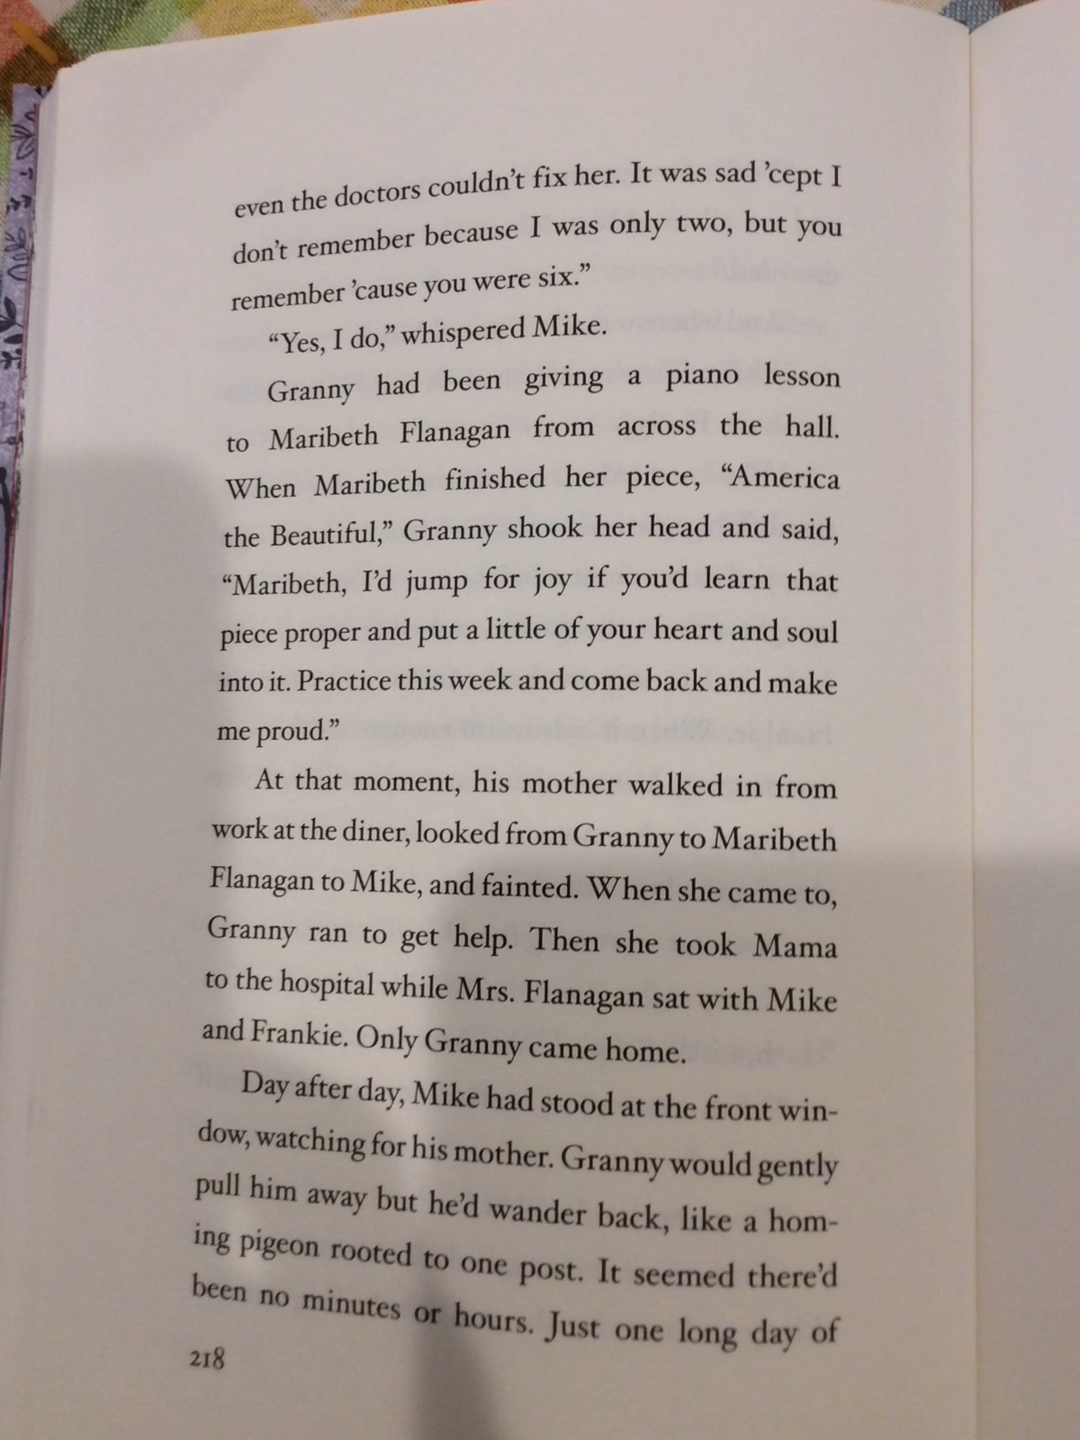 even the doctors couldn’t fix her. It was sad ’cept I
don’t remember because I was only two, but you
remember ’cause you were six.”
“Yes, I do,” whispered Mike.
Granny had been giving a piano lesson
to Maribeth Flanagan from across the hall.
When Maribeth finished her piece, “America
the Beautiful,” Granny shook her head and said,
“Maribeth, I’d jump for joy if you’d learn that
piece proper and put a little of your heart and soul
into it. Practice this week and come back and make
me proud.”
At that moment, his mother walked in from
work at the diner, looked from Granny to Maribeth
Flanagan to Mike, and fainted. When she came to,
Granny ran to get help. Then she took Mama
to the hospital while Mrs. Flanagan sat with Mike
and Frankie. Only Granny came home.
Day after day, Mike had stood at the front win-
dow, watching for his mother. Granny would gently
pull him away but he’d wander back, like a hom-
ing pigeon rooted to one post. It seemed there’d
been no minutes or hours. Just one long day of
218